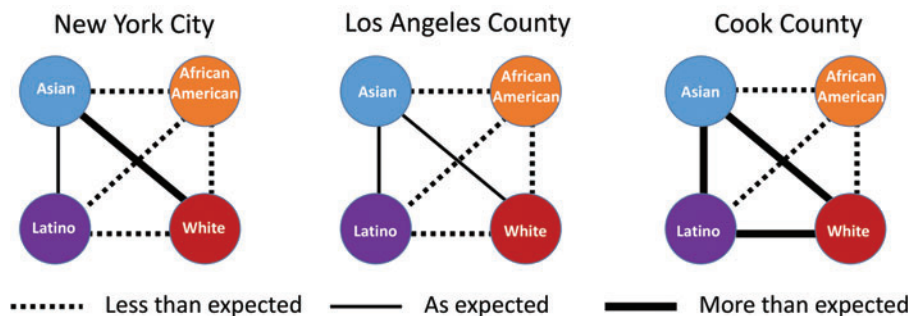 New York City
Los Angeles County
Cook County
Asian
African
American
Latino
White
Asian
African
American
Latino
White
Asian
African
American
Latino
White
Less than expected
As expected
More than expected